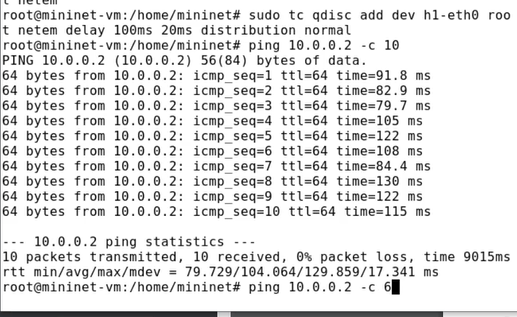 t netem
root@mininet-vm:/home/mininet# sudo tc qdisc add dev h1-eth0 roo
t netem delay 100ms 20ms distribution normal
root@mininet-vm:/home/mininet# ping 10.0.0.2 -c 10
PING 10.0.0.2 (10.0.0.2) 56(84) bytes of data.
64 bytes from 10.0.0.2: icmp_seq=1 ttl=64 time=91.8 ms
64 bytes from 10.0.0.2: icmp_seq=2 ttl=64 time=82.9 ms
64 bytes from 10.0.0.2: icmp_seq=3 ttl=64 time=79.7 ms
64 bytes from 10.0.0.2: icmp_seq=4 ttl=64 time=105 ms
64 bytes from 10.0.0.2: icmp_seq=5 ttl=64 time=122 ms
64 bytes from 10.0.0.2: icmp_seq=6 ttl=64 time=108 ms
64 bytes from 10.0.0.2: icmp_seq=7 ttl=64 time=84.4 ms
64 bytes from 10.0.0.2: icmp_seq=8 ttl=64 time=130 ms
64 bytes from 10.0.0.2: icmp_seq=9 ttl=64 time=122 ms
64 bytes from 10.0.0.2: icmp_seq=10 ttl=64 time=115 ms
--- 10.0.0.2 ping statistics ---
10 packets transmitted, 10 received, 0% packet loss, time 9015ms
rtt min/avg/max/mdev = 79.729/104.064/129.859/17.341 ms
root@mininet-vm:/home/mininet# ping 10.0.0.2 -c 6